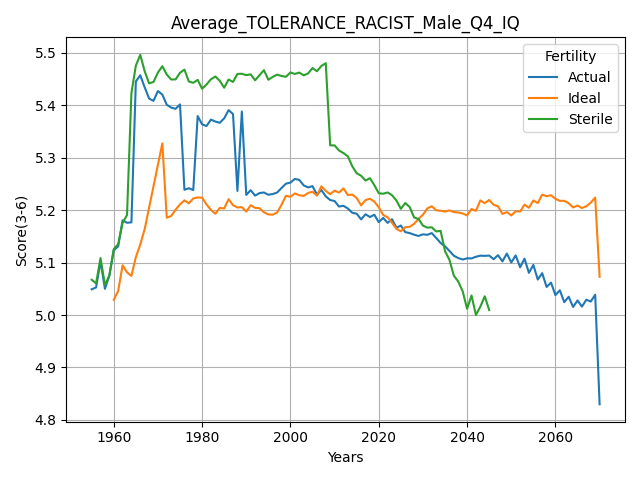 Average_TOLERANCE_RACIST_Male_Q4_IQ
Fertility
Actual
Ideal
Sterile
Score(3-6)
5.5
5.4
5.3
5.2
5.1
5.0
4.9
4.8
1960
1980
2000
2020
2040
2060
Years